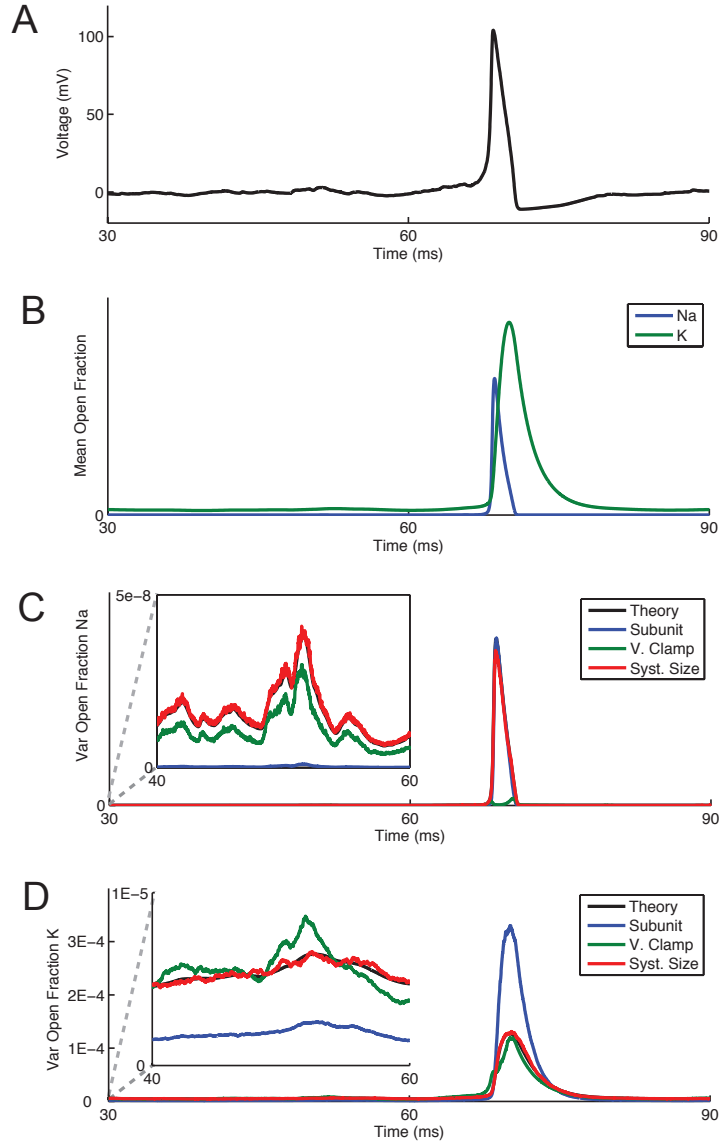 A
Voltage (mV)
100
50
0
30
60
90
Time (ms)
B
Mean Open Fraction
Na
K
0
30
60
90
Time (ms)
C
Var Open Fraction Na
5e-8
0
40
60
Theory
Subunit
V. Clamp
Syst. Size
0
30
60
90
Time (ms)
D
Var Open Fraction K
1E−5
0
40
60
Theory
Subunit
V. Clamp
Syst. Size
3E−4
2E−4
1E−4
0
30
60
90
Time (ms)